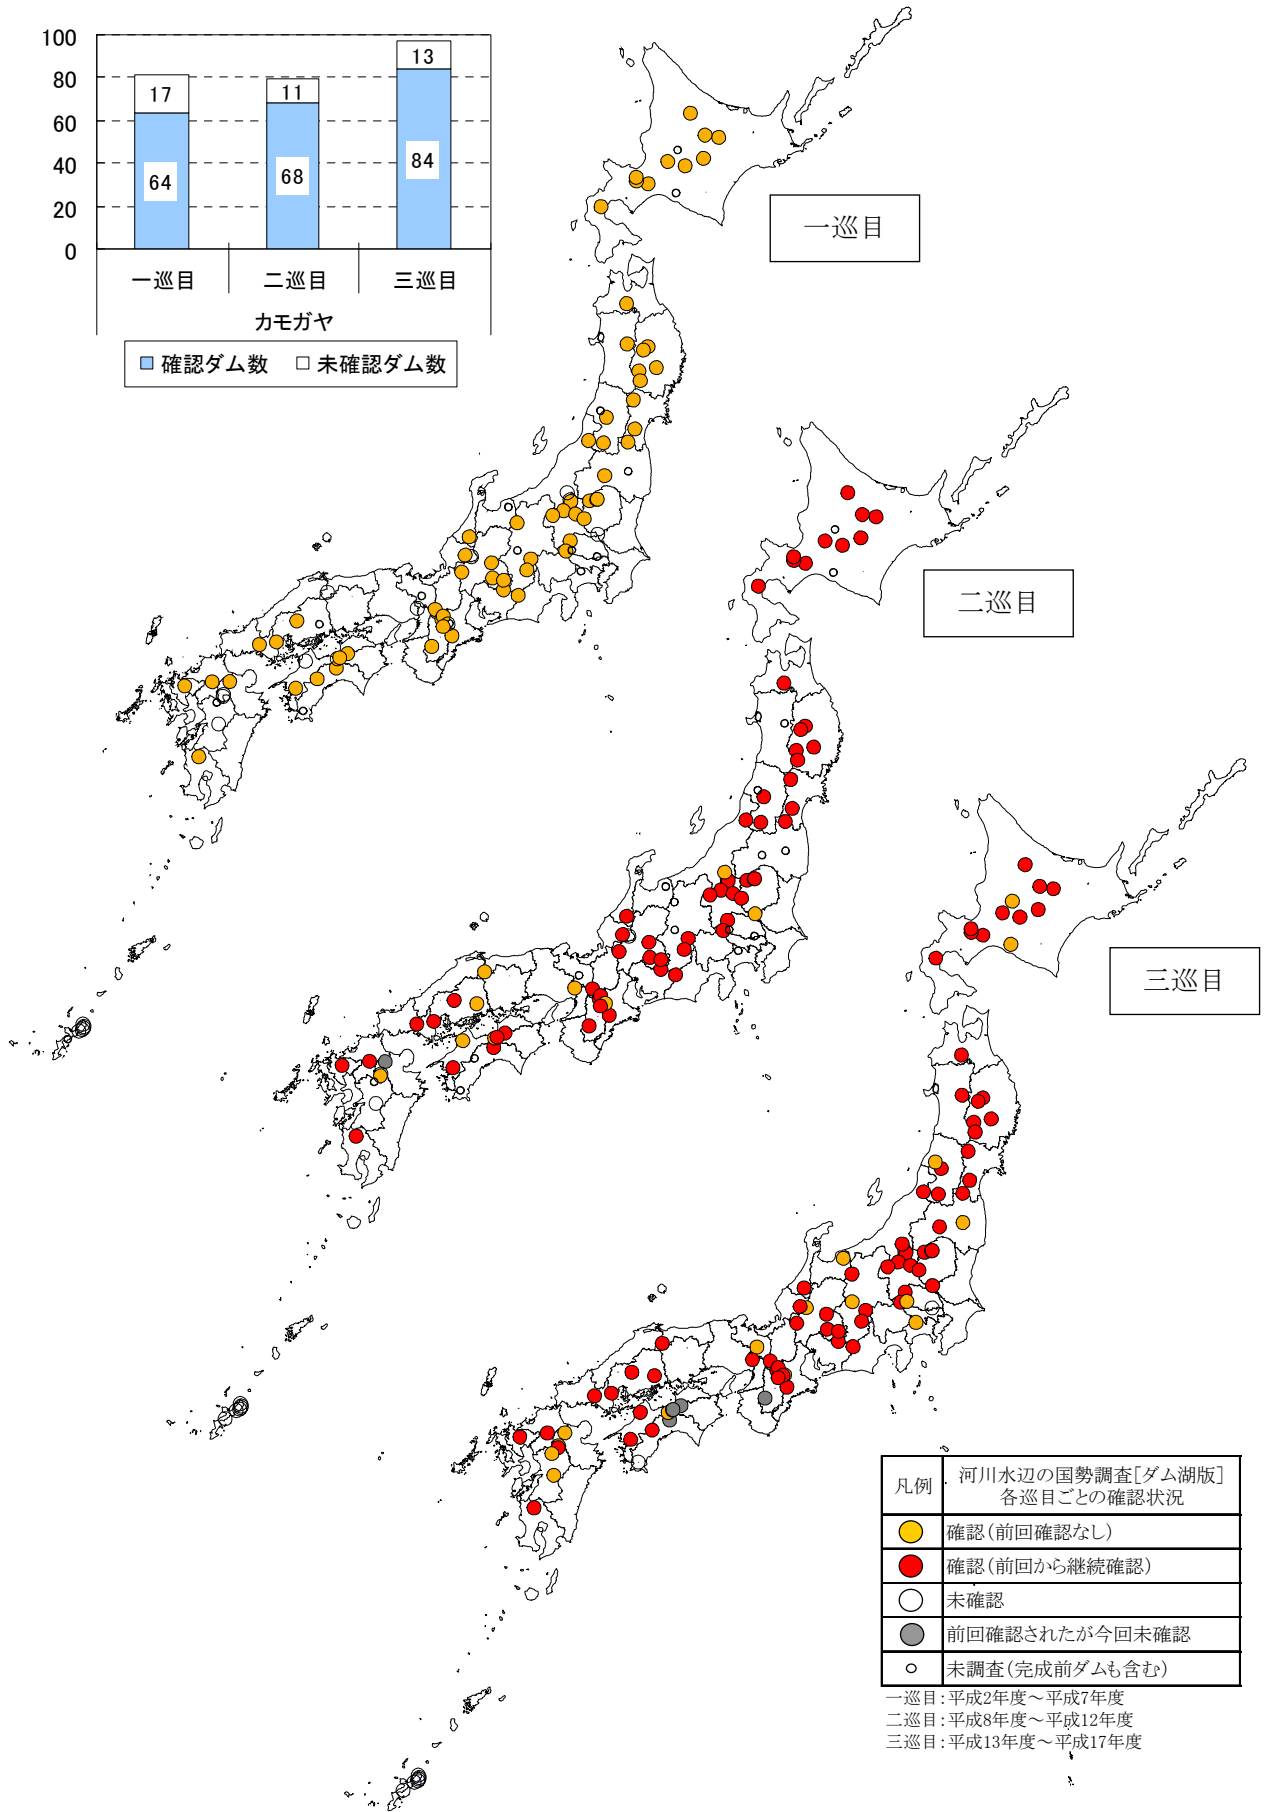 100
80
60
40
20
0
17
64
11
68
13
84
一巡目
二巡目
三巡目
カモガヤ
確認ダム数
未確認ダム数
一巡目
二巡目
三巡目
凡例
河川水辺の国勢調査[ダム湖版]
各巡目ごとの確認状況
確認(前回確認なし)
確認(前回から継続確認)
未確認
前回確認されたが今回未確認
未調査(完成前ダムも含む)
一巡目:平成2年度～平成7年度
二巡目:平成8年度～平成12年度
三巡目:平成13年度～平成17年度